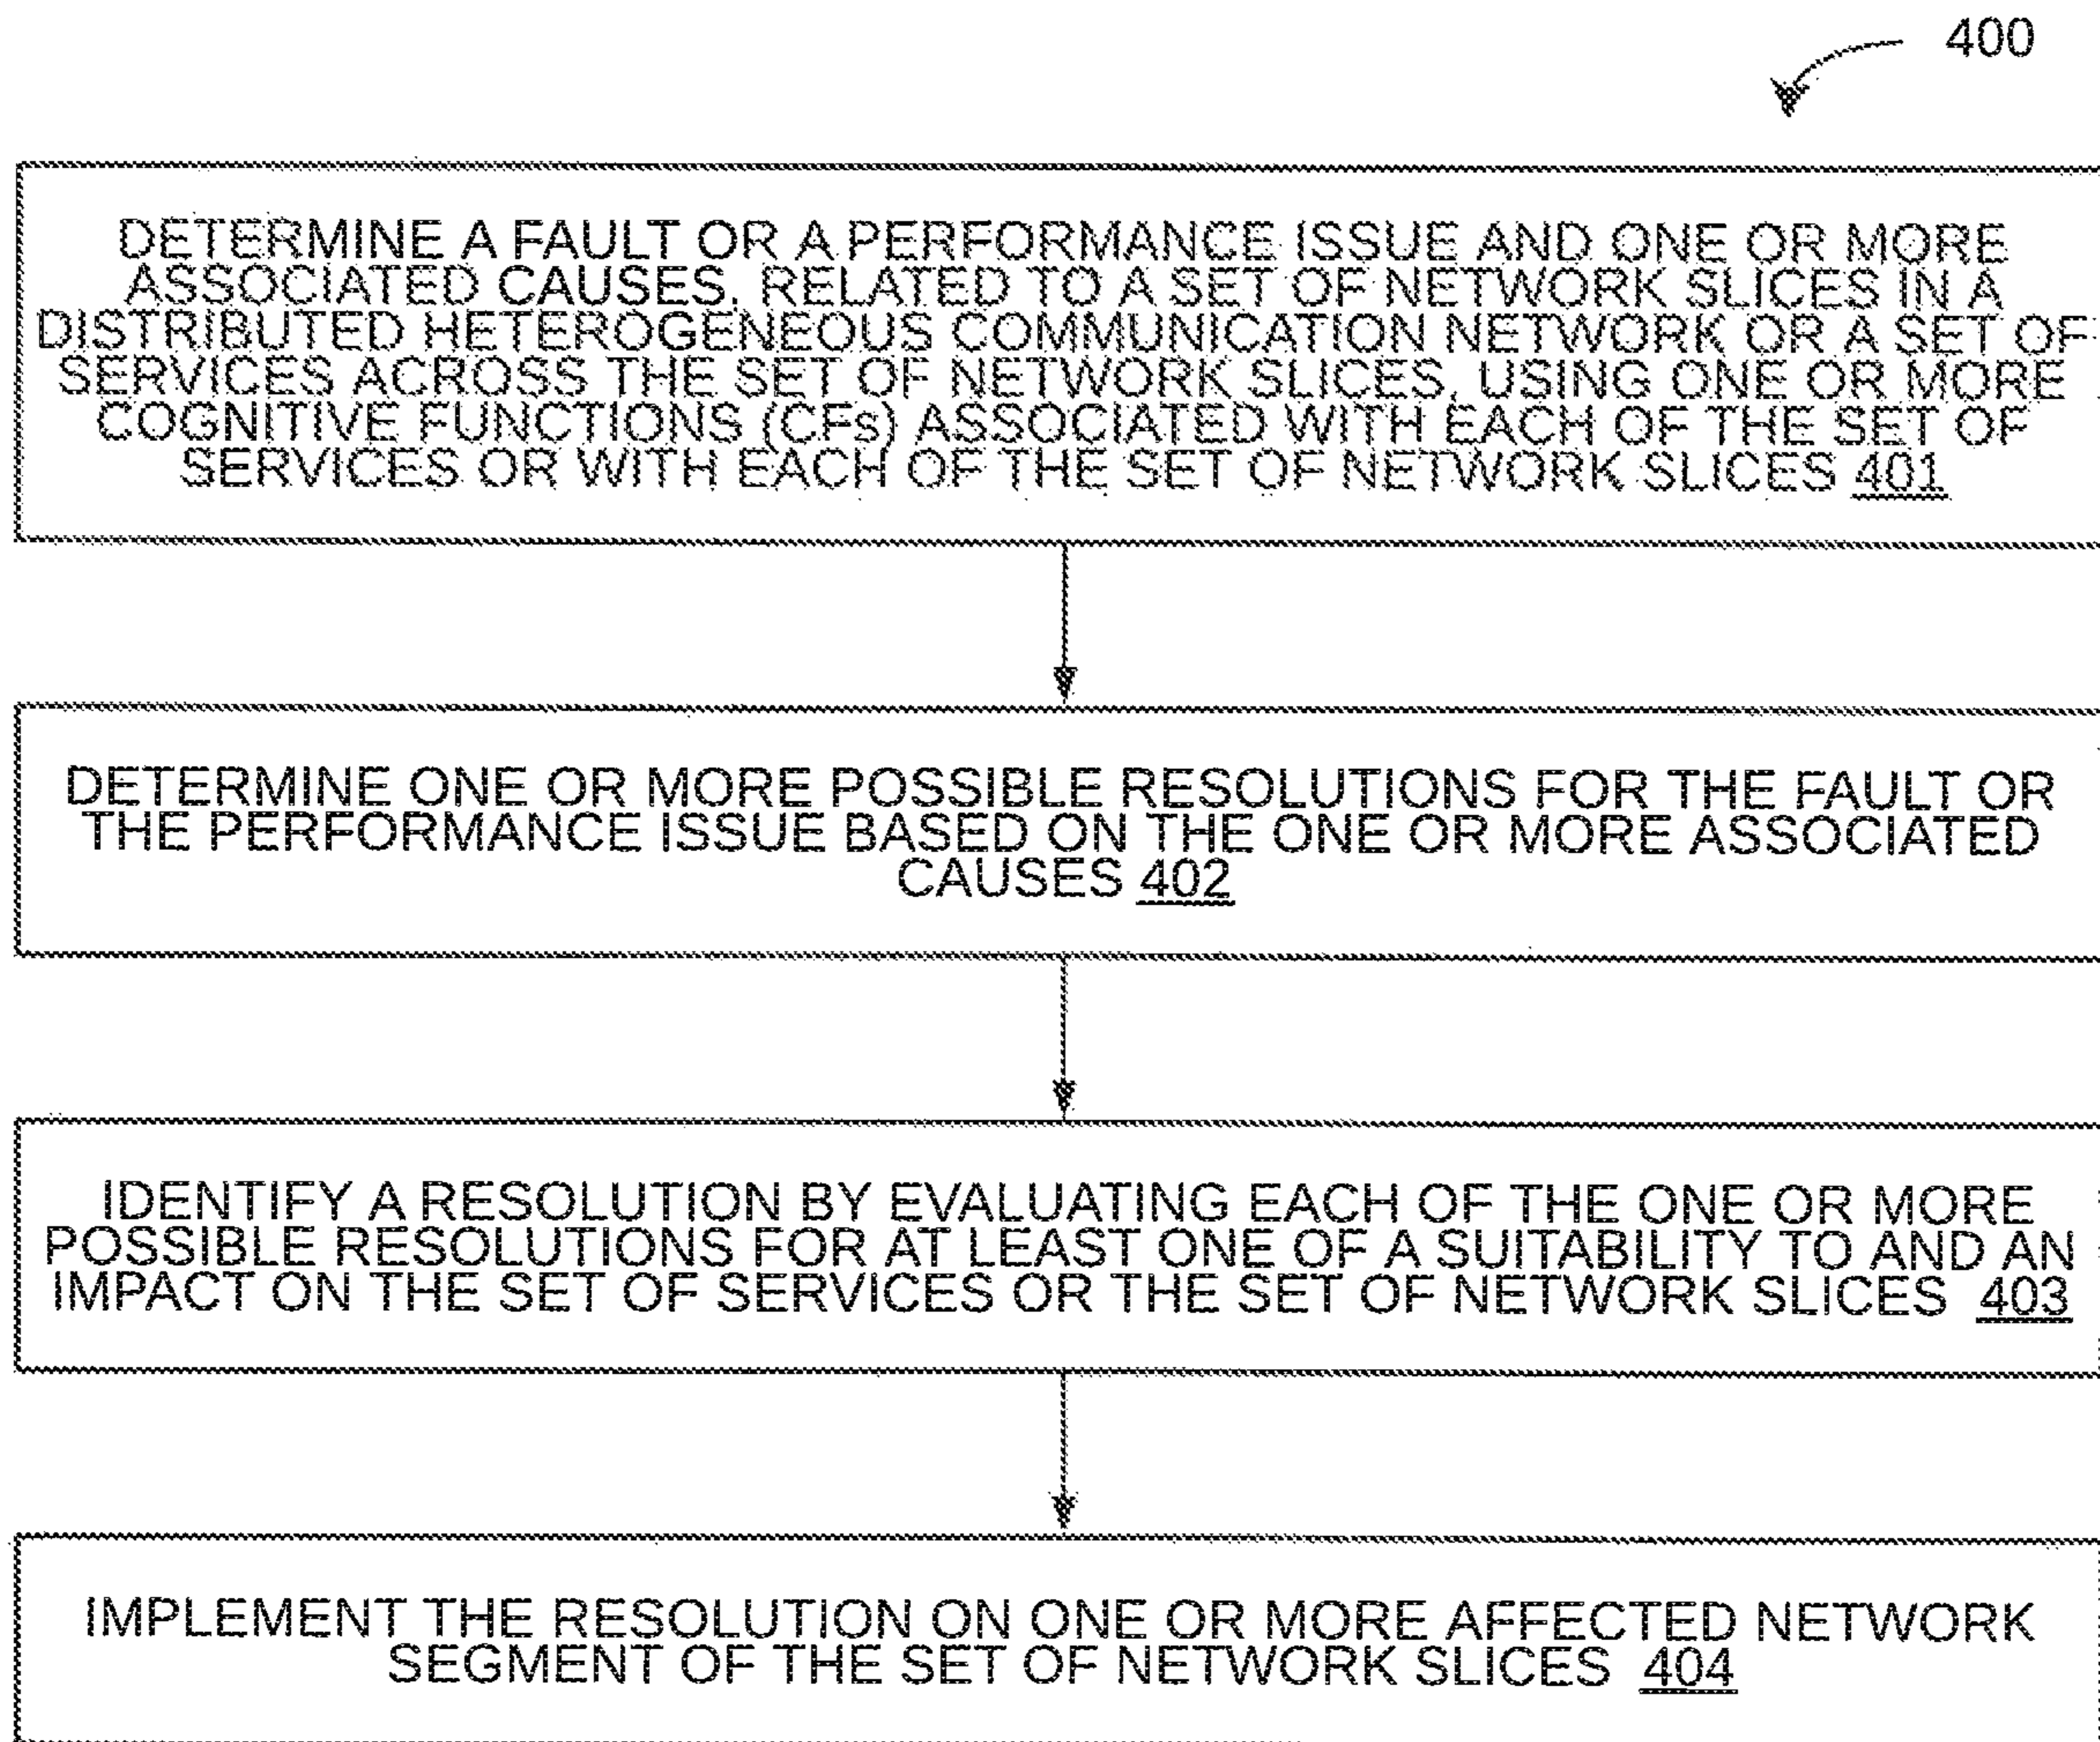 400
DETERMINE A FAULT OR A PERFORMANCE ISSUE AND ONE OR MORE
ASSOCIATED CAUSES, RELATED TO A SET OF NETWORK SLICES IN A
DISTRIBUTED HETEROGENEOUS COMMUNICATION NETWORK OR A SET OF
SERVICES ACROSS THE SET OF NETWORK SLICES, USING ONE OR MORE
COGNITIVE FUNCTIONS (CFs) ASSOCIATED WITH EACH OF THE SET OF
SERVICES OR WITH EACH OF THE SET OF NETWORK SLICES 401
DETERMINE ONE OR MORE POSSIBLE RESOLUTIONS FOR THE FAULT OR
THE PERFORMANCE ISSUE BASED ON THE ONE OR MORE ASSOCIATED
CAUSES 402
IDENTIFY A RESOLUTION BY EVALUATING EACH OF THE ONE OR MORE
POSSIBLE RESOLUTIONS FOR AT LEAST ONE OF A SUITABILITY TO AND AN
IMPACT ON THE SET OF SERVICES OR THE SET OF NETWORK SLICES 403
IMPLEMENT THE RESOLUTION ON ONE OR MORE AFFECTED NETWORK
SEGMENT OF THE SET OF NETWORK SLICES 404